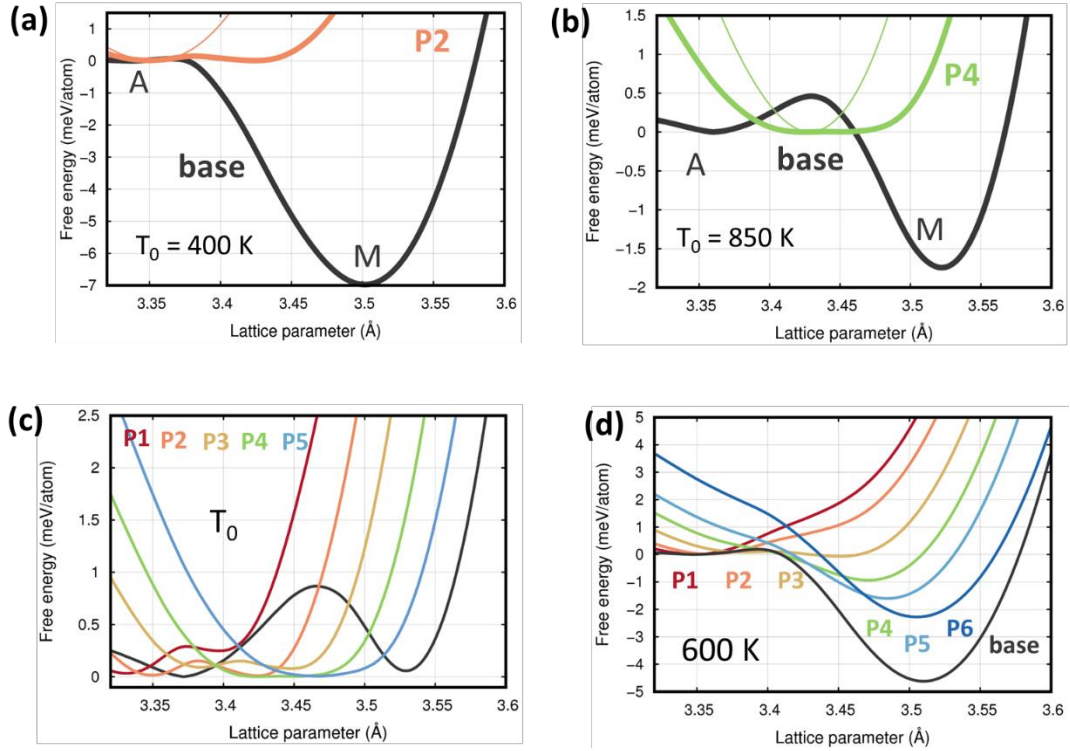 (a)
Free energy (meV/atom)
1
0
−1
−2
−3
−4
−5
−6
−7
P2
A
base
M
T0 = 400 K
3.35 3.4 3.45 3.5 3.55 3.6
Lattice parameter (Å)
(b)
Free energy (meV/atom)
1.5
1
0.5
0
−0.5
−1
−1.5
−2
P4
A
base
M
T0 = 850 K
3.35 3.4 3.45 3.5 3.55 3.6
Lattice parameter (Å)
(c)
Free energy (meV/atom)
2.5
2
1.5
1
0.5
0
P1 P2 P3 P4 P5
T0
3.35 3.4 3.45 3.5 3.55 3.6
Lattice parameter (Å)
(d)
Free energy (meV/atom)
5
4
3
2
1
0
−1
−2
−3
−4
−5
P1 P2 P3
P4 P5 P6
base
600 K
3.35 3.4 3.45 3.5 3.55 3.6
Lattice parameter (Å)